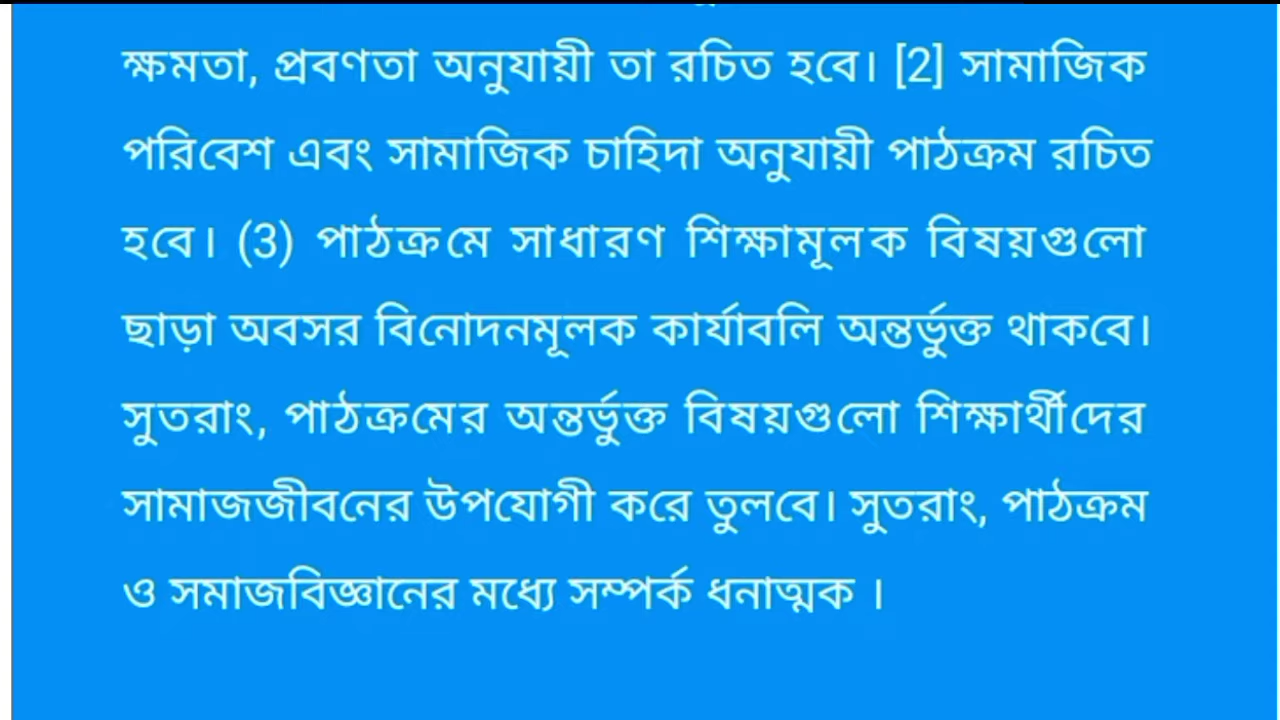 ক্ষমতা, প্রবণতা অনুযায়ী তা রচিত হবে। [2] সামাজিক
পরিবেশ এবং সামাজিক চাহিদা অনুযায়ী পাঠক্রম রচিত
হবে। (3) পাঠক্রমে সাধারণ শিক্ষামূলক বিষয়গুলো
ছাড়া অবসর বিনোদনমূলক কার্যাবলি অন্তর্ভুক্ত থাকবে।
সুতরাং, পাঠক্রমের অন্তর্ভুক্ত বিষয়গুলো শিক্ষার্থীদের
সামাজজীবনের উপযোগী করে তুলবে। সুতরাং, পাঠক্রম
ও সমাজবিজ্ঞানের মধ্যে সম্পর্ক ধনাত্মক ।